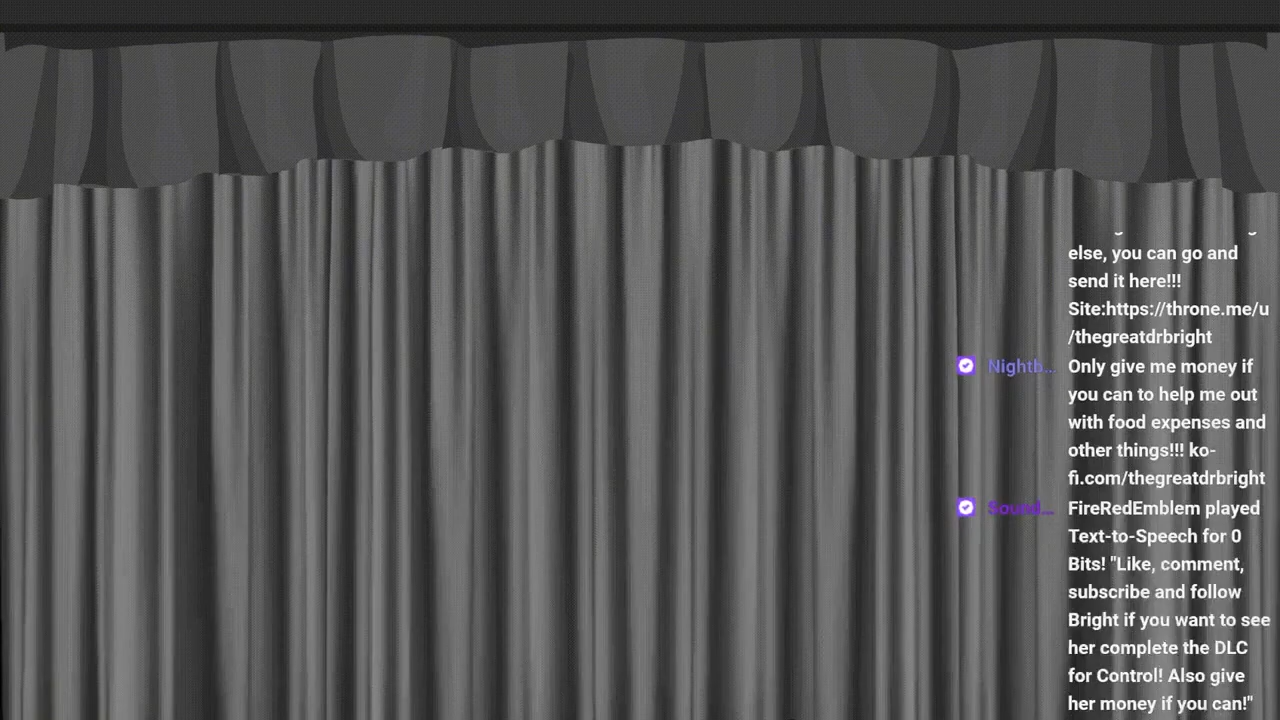 else, you can go and
send it here!!!
Site:https://throne.me/u
/thegreatdrbright
Nightb... Only give me money if
you can to help me out
with food expenses and
other things!!! ko-
fi.com/thegreatdrbright
Sound... FireRedEmblem played
Text-to-Speech for 0
Bits! "Like, comment,
subscribe and follow
Bright if you want to see
her complete the DLC
for Control! Also give
her money if you can!"